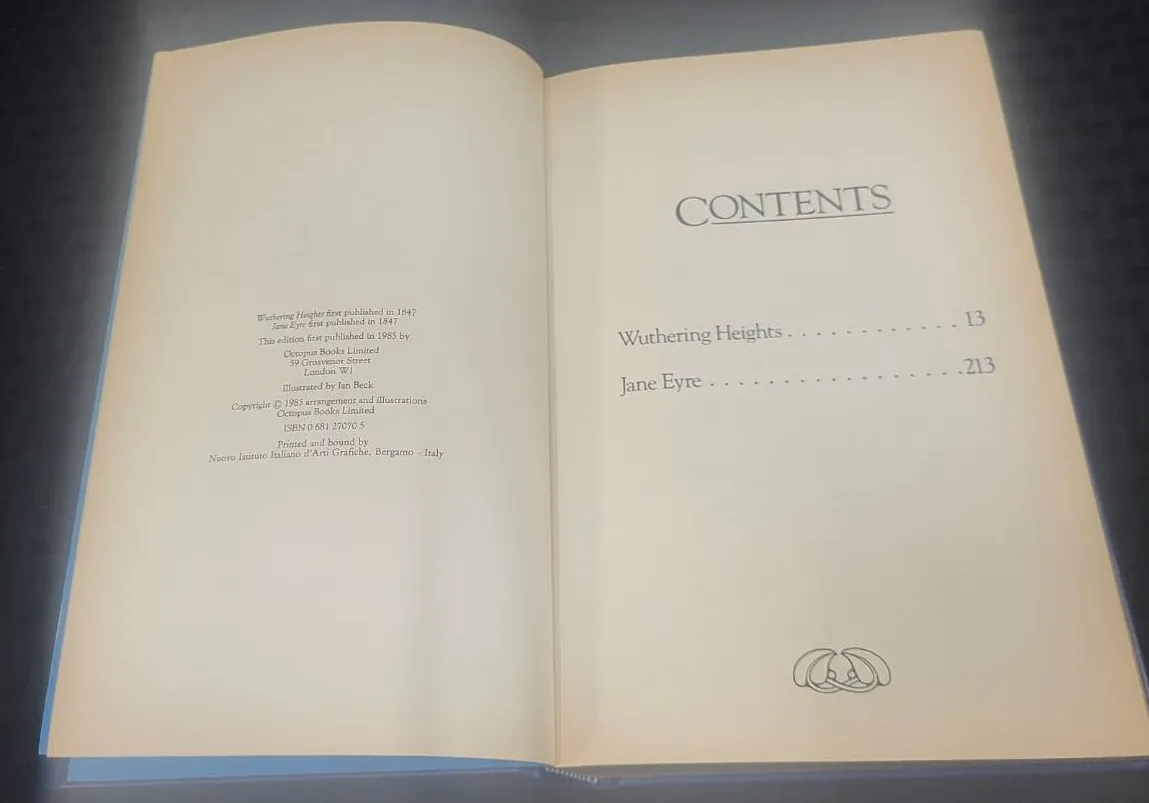 Wuthering Heights first published in 1847
Jane Eyre first published in 1847
This edition first published in 1985 by
Octopus Books Limited
59 Grosvenor Street
London W1
Illustrated by Ian Beck
Copyright © 1985 arrangement and illustrations
Octopus Books Limited
ISBN 0 681 27070 5
Printed and bound by
Nuovo Istituto Italiano d'Arti Grafiche, Bergamo - Italy
CONTENTS
Wuthering Heights . . . . . . . . . . . . 13
Jane Eyre . . . . . . . . . . . . . . . . . .213